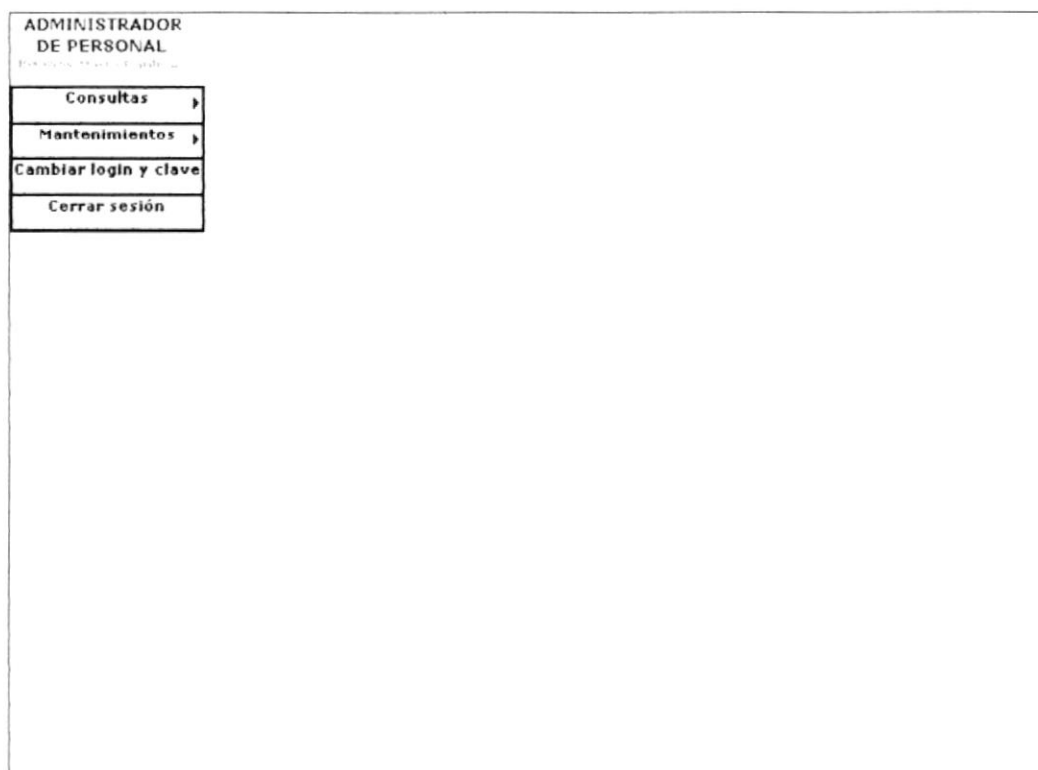 ADMINISTRADOR
DE PERSONAL
Consultas
Mantenimientos
Cambiar login y clave
Cerrar sesión